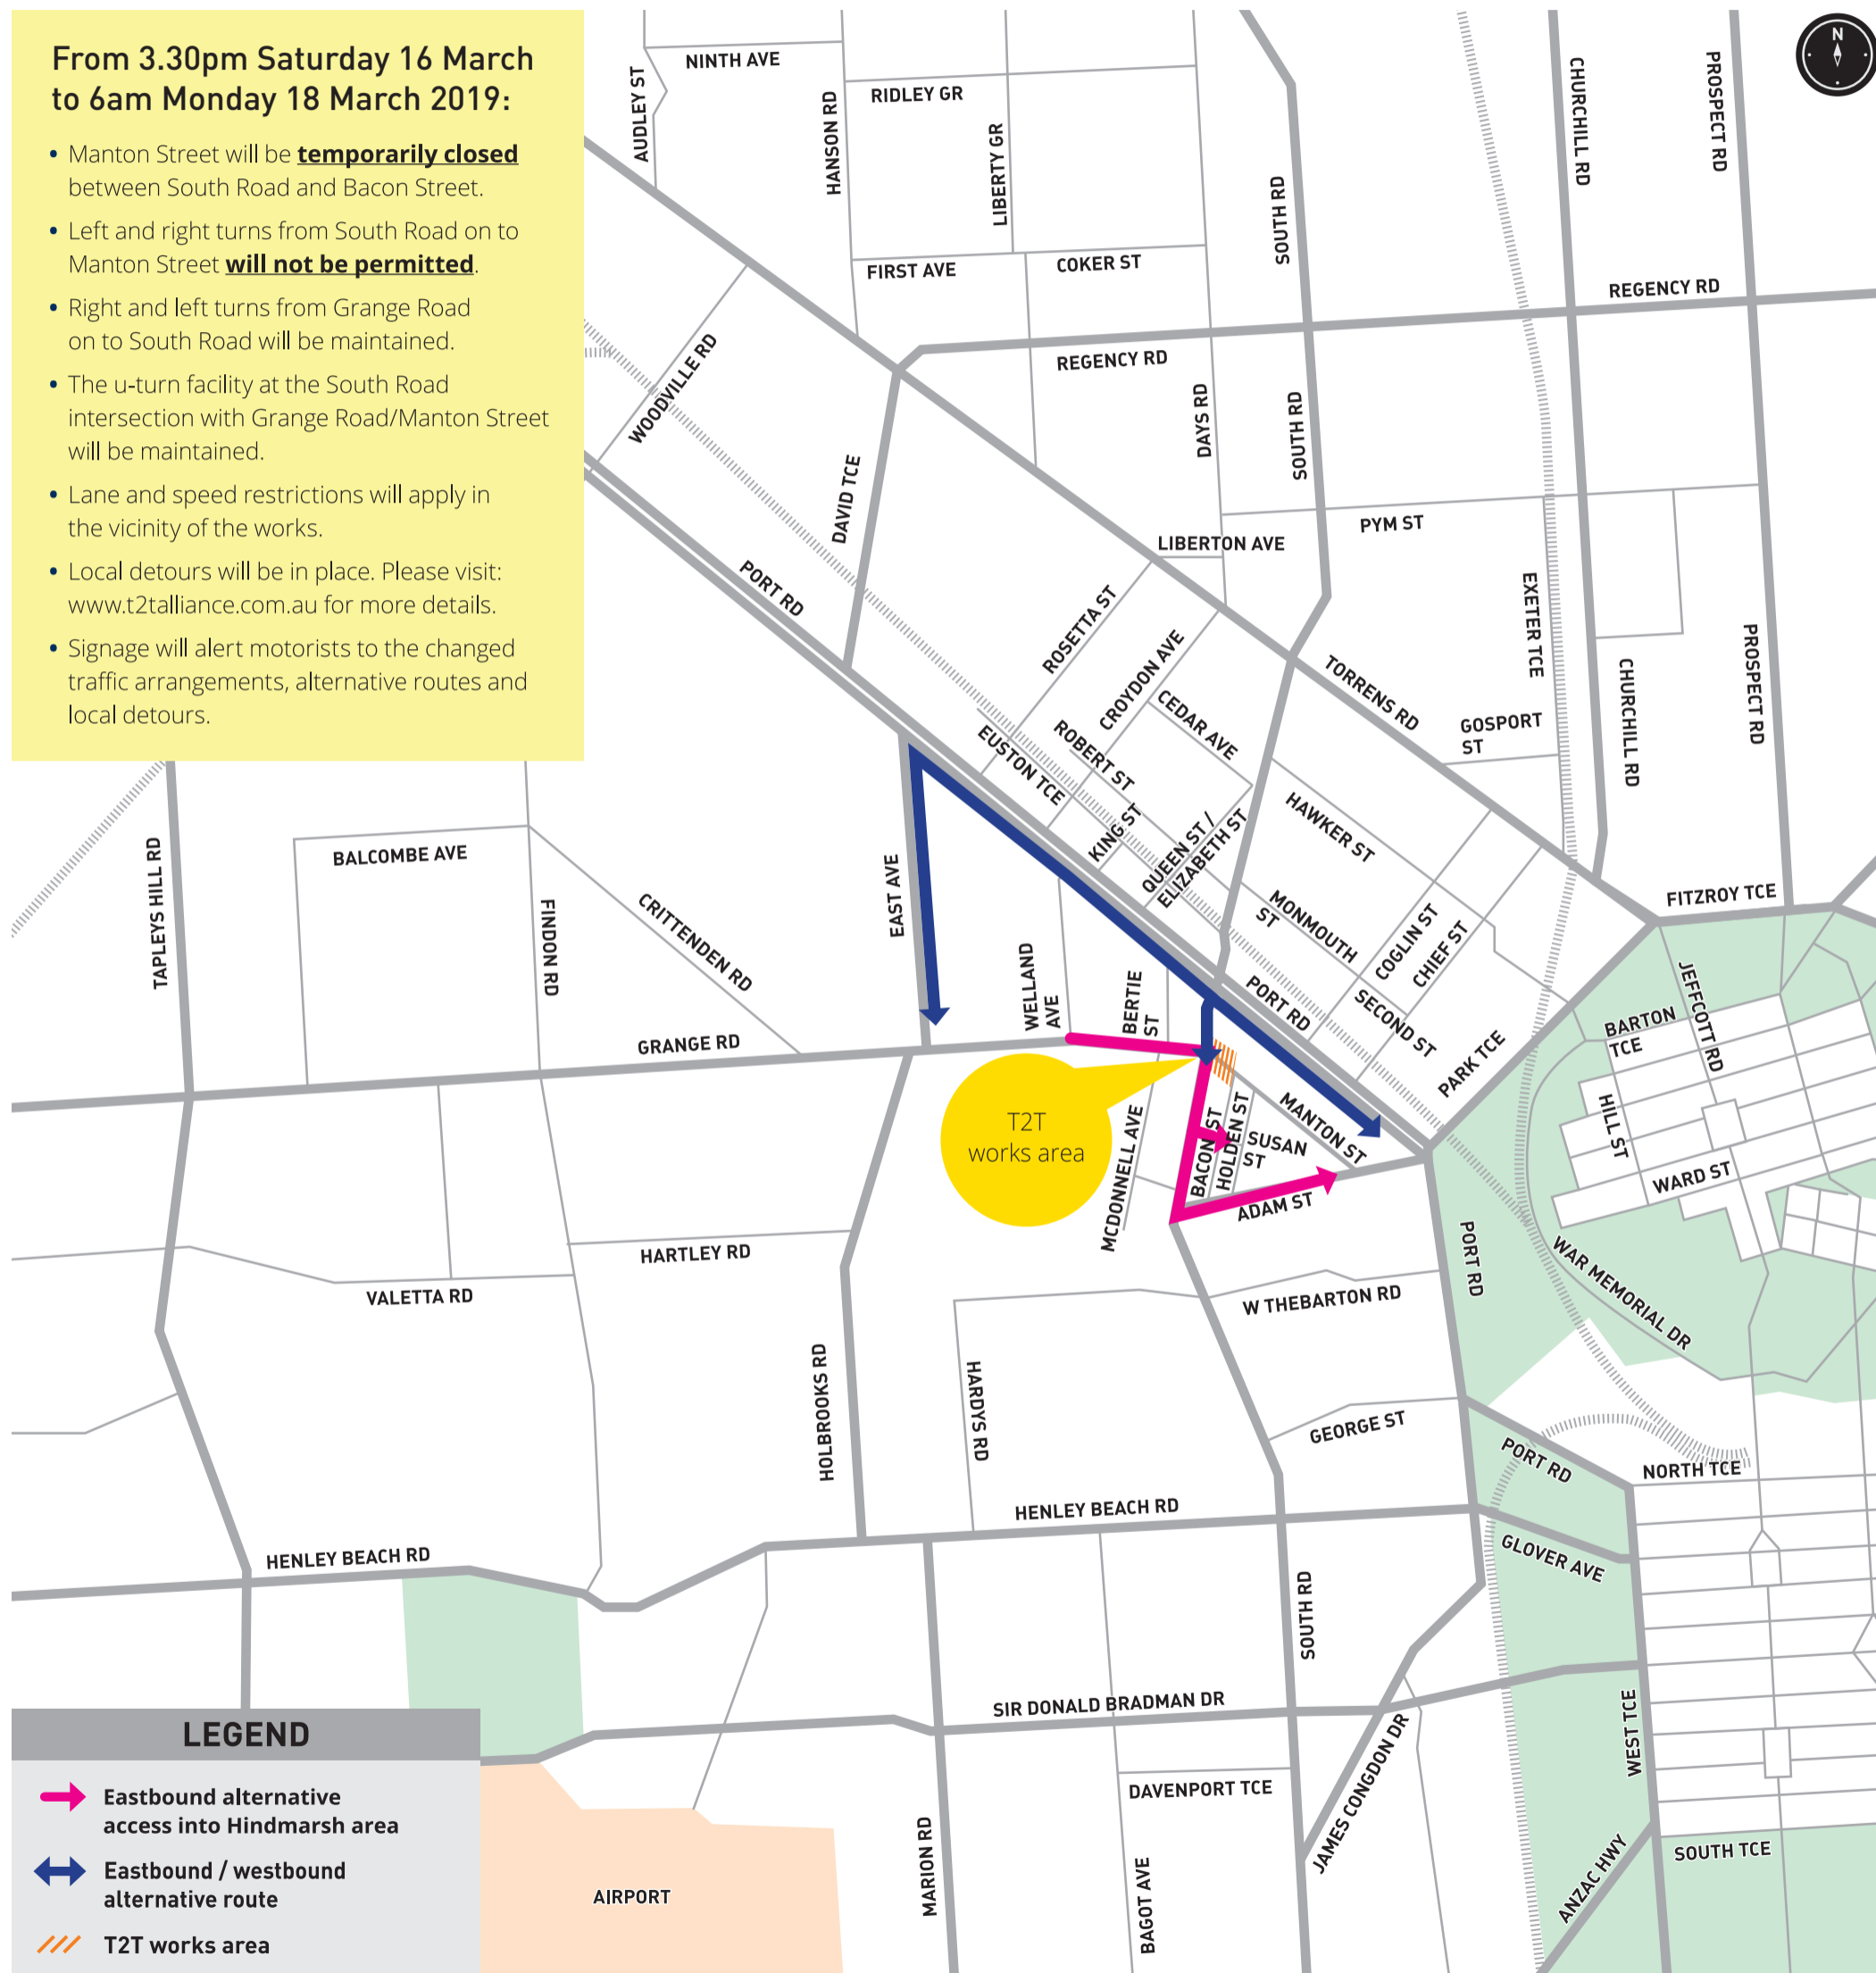 From 3.30pm Saturday 16 March
to 6am Monday 18 March 2019:
• Manton Street will be temporarily closed
between South Road and Bacon Street.
• Left and right turns from South Road on to
Manton Street will not be permitted.
• Right and left turns from Grange Road
on to South Road will be maintained.
• The u-turn facility at the South Road
intersection with Grange Road/Manton Street
will be maintained.
• Lane and speed restrictions will apply in
the vicinity of the works.
• Local detours will be in place. Please visit:
www.t2talliance.com.au for more details.
• Signage will alert motorists to the changed
traffic arrangements, alternative routes and
local detours.
N
NINTH AVE
AUDLEY ST
HANSON RD
RIDLEY GR
LIBERTY GR
FIRST AVE
COKER ST
SOUTH RD
CHURCHILL RD
PROSPECT RD
REGENCY RD
REGENCY RD
WOODVILLE RD
DAVID TCE
DAYS RD
SOUTH RD
PYM ST
LIBERTON AVE
PORT RD
ROSETTA ST
CROYDON AVE
CEDAR AVE
TORRENS RD
EXETER TCE
GOSPORT
ST
CHURCHILL RD
PROSPECT RD
EUSTON TCE
ROBERT ST
KING ST
QUEEN ST /
ELIZABETH ST
HAWKER ST
MONMOUTH
ST
COGLIN ST
CHIEF ST
SECOND ST
PORT RD
PARK TCE
FITZROY TCE
JEFFCOTT RD
BARTON
TCE
HILL ST
WARD ST
WAR MEMORIAL DR
TAPLEYS HILL RD
BALCOMBE AVE
FINDON RD
CRITTENDEN RD
EAST AVE
WELLAND
AVE
BERTIE
ST
GRANGE RD
T2T
works area
MCDONNELL AVE
BACON ST
HOLDEN ST
SUSAN
ST
MANTON ST
ADAM ST
HARTLEY RD
VALETTA RD
HOLBROOKS RD
HARDYS RD
W THEBARTON RD
PORT RD
GEORGE ST
PORT RD
NORTH TCE
HENLEY BEACH RD
HENLEY BEACH RD
GLOVER AVE
SOUTH RD
SIR DONALD BRADMAN DR
WEST TCE
DAVENPORT TCE
JAMES CONGDON DR
MARION RD
BAGOT AVE
ANZAC HWY
SOUTH TCE
AIRPORT
LEGEND
Eastbound alternative
access into Hindmarsh area
Eastbound / westbound
alternative route
T2T works area